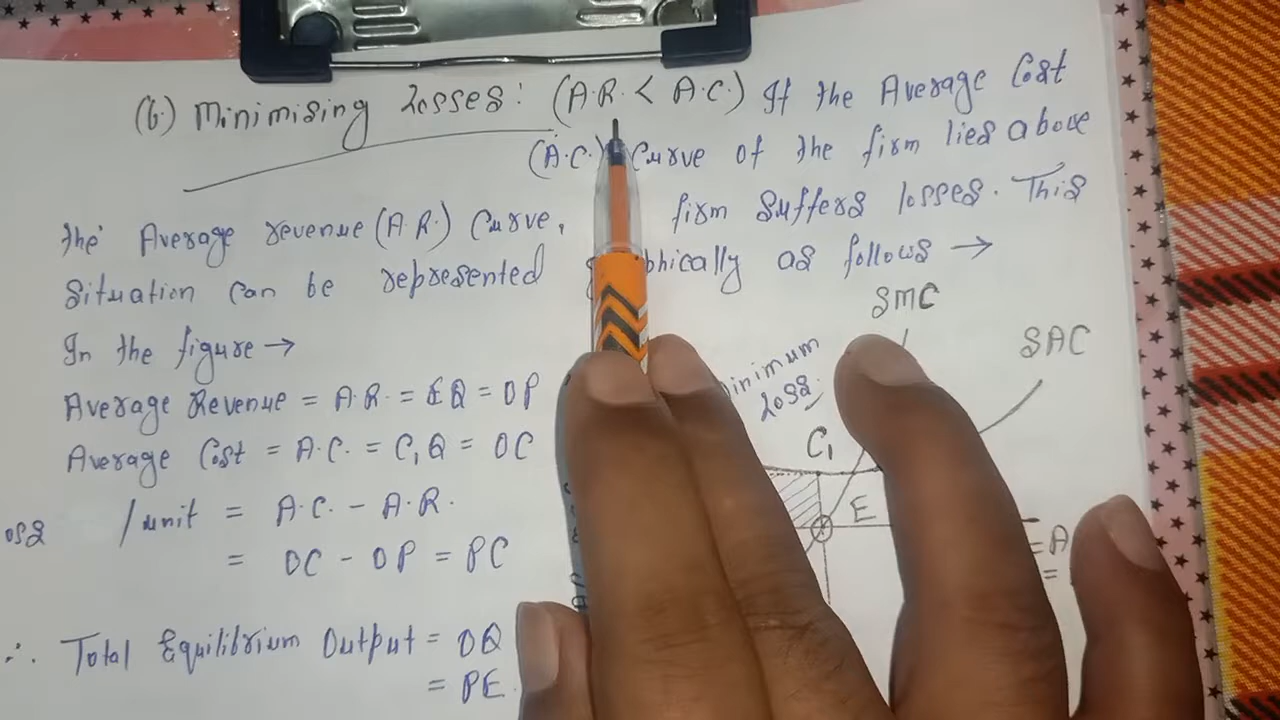 (b.) Minimising Losses: (A.R. < A.C.) If the Average Cost
(A.C.) Curve of the firm lies above
the Average revenue (A.R.) Curve, firm suffers losses. This
situation can be represented phically as follows →
In the figure →
Average Revenue = A.R. = EQ = OP
Average Cost = A.C. = C₁Q = OC
oss /unit = A.C. - A.R.
= OC - OP = PC
∴ Total Equilibrium Output = OQ
= PE
SMC
SAC
inimum
loss
C₁
E
= A
=